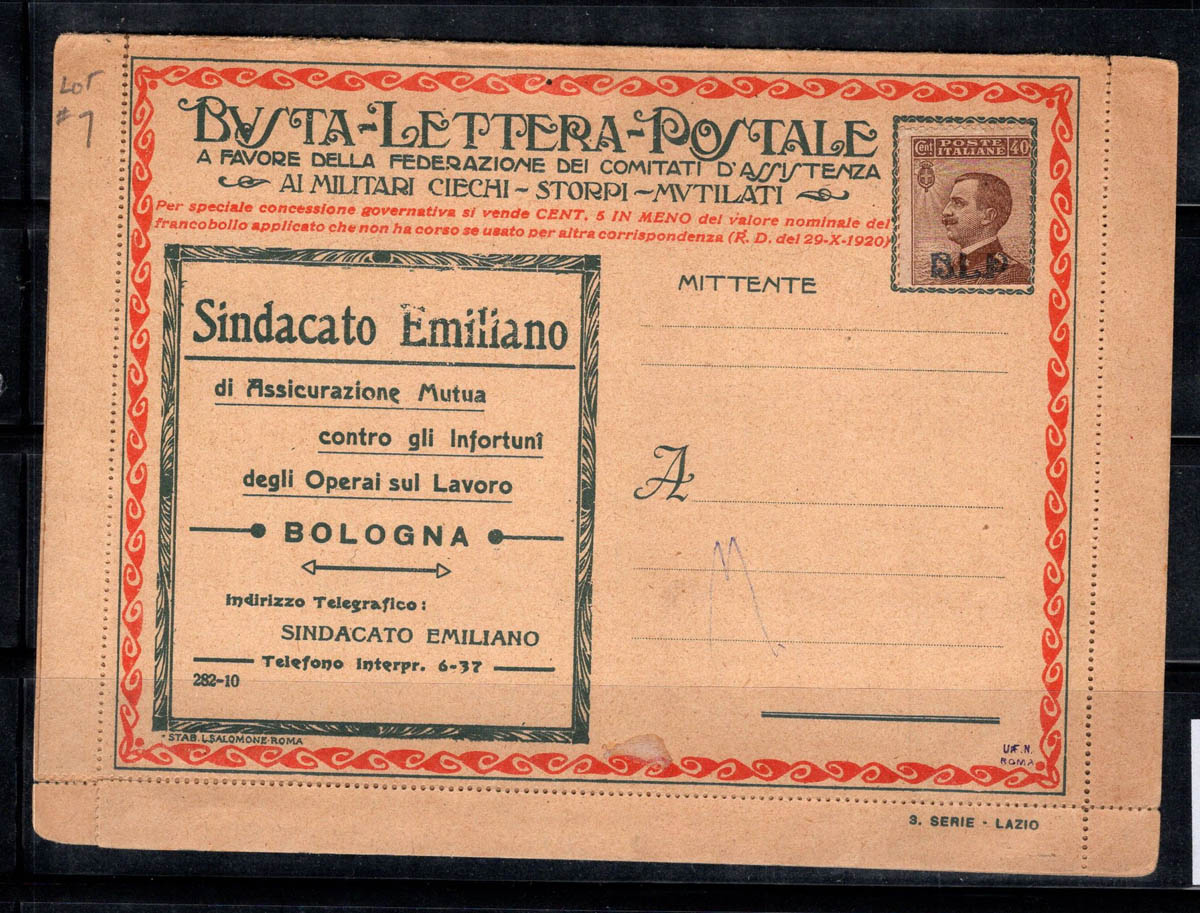 LOT
#7
BUSTA-LETTERA-POSTALE
A FAVORE DELLA FEDERAZIONE DEI COMITATI D'ASSISTENZA
AI MILITARI CIECHI - STORPI - MVTILATI
Per speciale concessione governativa si vende CENT. 5 IN MENO del valore nominale del
francobollo applicato che non ha corso se usato per altra corrispondenza (R. D. del 29-X-1920)
Cent POSTE ITALIANE 40
BLP
MITTENTE
Sindacato Emiliano
di Assicurazione Mutua
contro gli Infortunî
degli Operai sul Lavoro
BOLOGNA
Indirizzo Telegrafico:
SINDACATO EMILIANO
Telefono Interpr. 6-37
282-10
A
STAB. L. SALOMONE-ROMA
U.F.N.
ROMA
3. SERIE - LAZIO